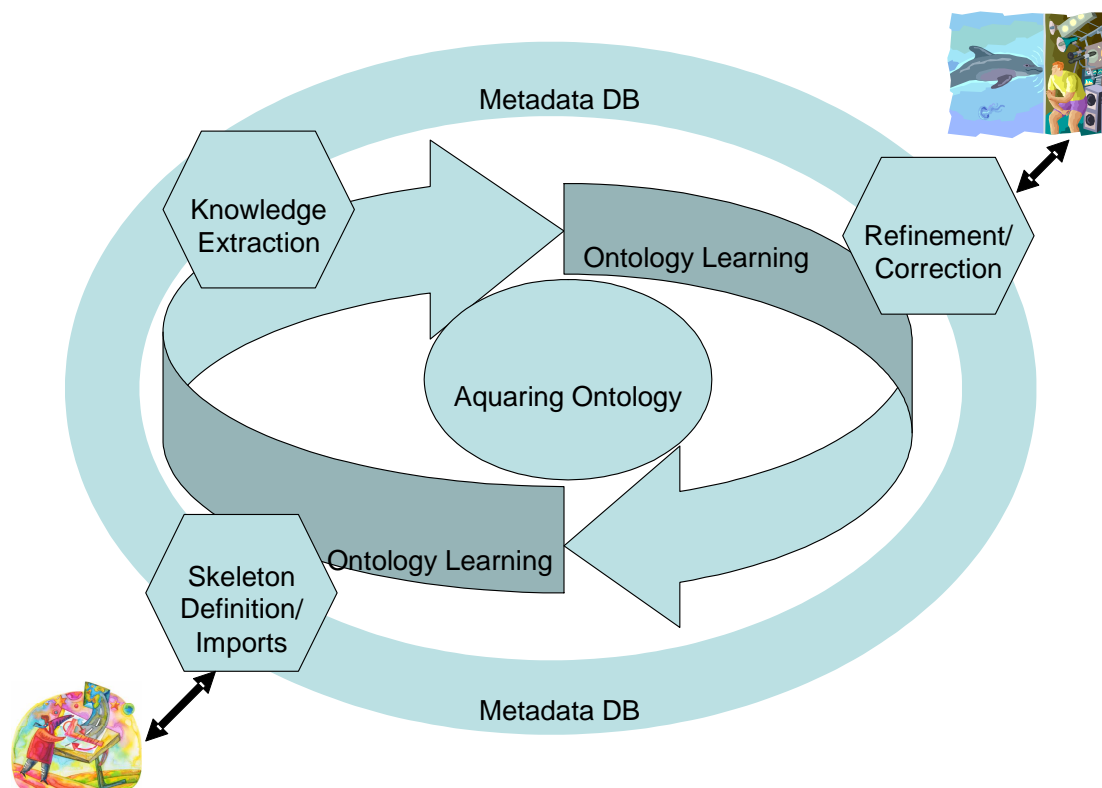 Metadata DB
Knowledge
Extraction
Ontology Learning
Refinement/
Correction
Aquaring Ontology
Ontology Learning
Skeleton
Definition/
Imports
Metadata DB